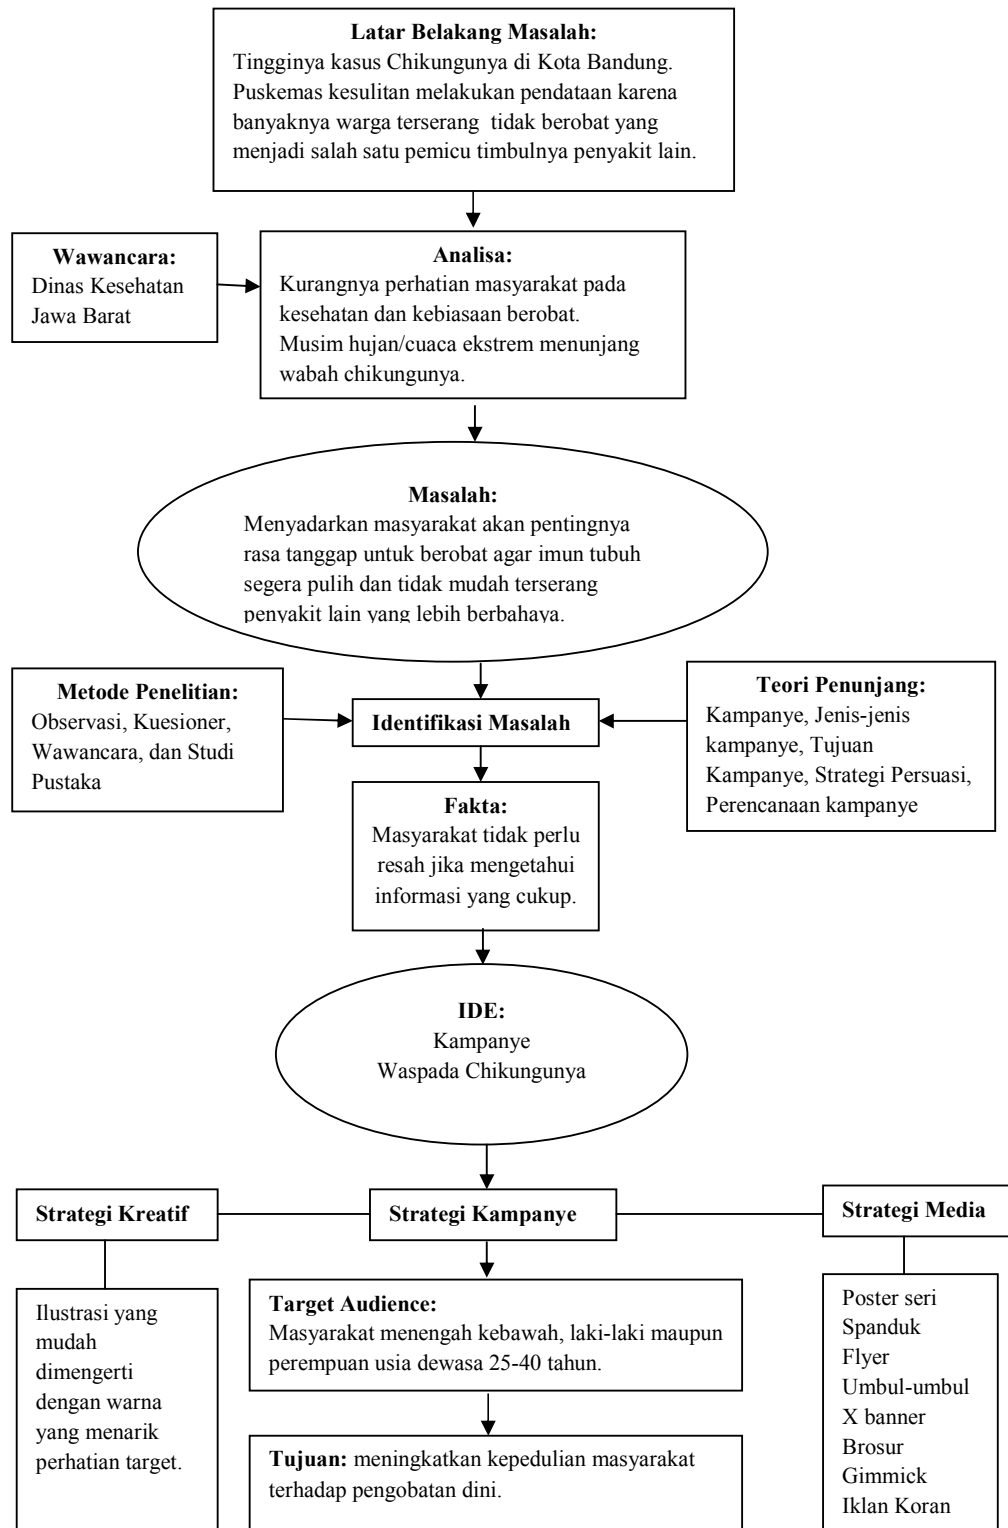 Latar Belakang Masalah:
Tingginya kasus Chikungunya di Kota Bandung.
Puskemas kesulitan melakukan pendataan karena
banyaknya warga terserang  tidak berobat yang
menjadi salah satu pemicu timbulnya penyakit lain.
Wawancara:
Dinas Kesehatan
Jawa Barat
Analisa:
Kurangnya perhatian masyarakat pada
kesehatan dan kebiasaan berobat.
Musim hujan/cuaca ekstrem menunjang
wabah chikungunya.
Masalah:
Menyadarkan masyarakat akan pentingnya
rasa tanggap untuk berobat agar imun tubuh
segera pulih dan tidak mudah terserang
penyakit lain yang lebih berbahaya.
Metode Penelitian:
Observasi, Kuesioner,
Wawancara, dan Studi
Pustaka
Identifikasi Masalah
Teori Penunjang:
Kampanye, Jenis-jenis
kampanye, Tujuan
Kampanye, Strategi Persuasi,
Perencanaan kampanye
Fakta:
Masyarakat tidak perlu
resah jika mengetahui
informasi yang cukup.
IDE:
Kampanye
Waspada Chikungunya
Strategi Kreatif
Strategi Kampanye
Strategi Media
Ilustrasi yang
mudah
dimengerti
dengan warna
yang menarik
perhatian target.
Target Audience:
Masyarakat menengah kebawah, laki-laki maupun
perempuan usia dewasa 25-40 tahun.
Tujuan: meningkatkan kepedulian masyarakat
terhadap pengobatan dini.
Poster seri
Spanduk
Flyer
Umbul-umbul
X banner
Brosur
Gimmick
Iklan Koran